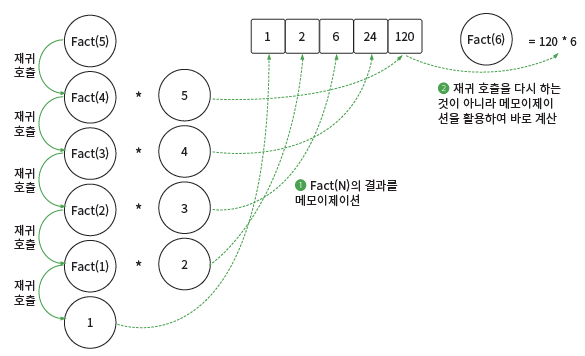 Fact(5)
재귀
호출
Fact(4)
*
5
재귀
호출
Fact(3)
*
4
재귀
호출
Fact(2)
*
3
재귀
호출
Fact(1)
*
2
재귀
호출
1
1 2 6 24 120
Fact(6)
= 120 * 6
❷ 재귀 호출을 다시 하는
것이 아니라 메모이제이
션을 활용하여 바로 계산
❶ Fact(N)의 결과를
메모이제이션